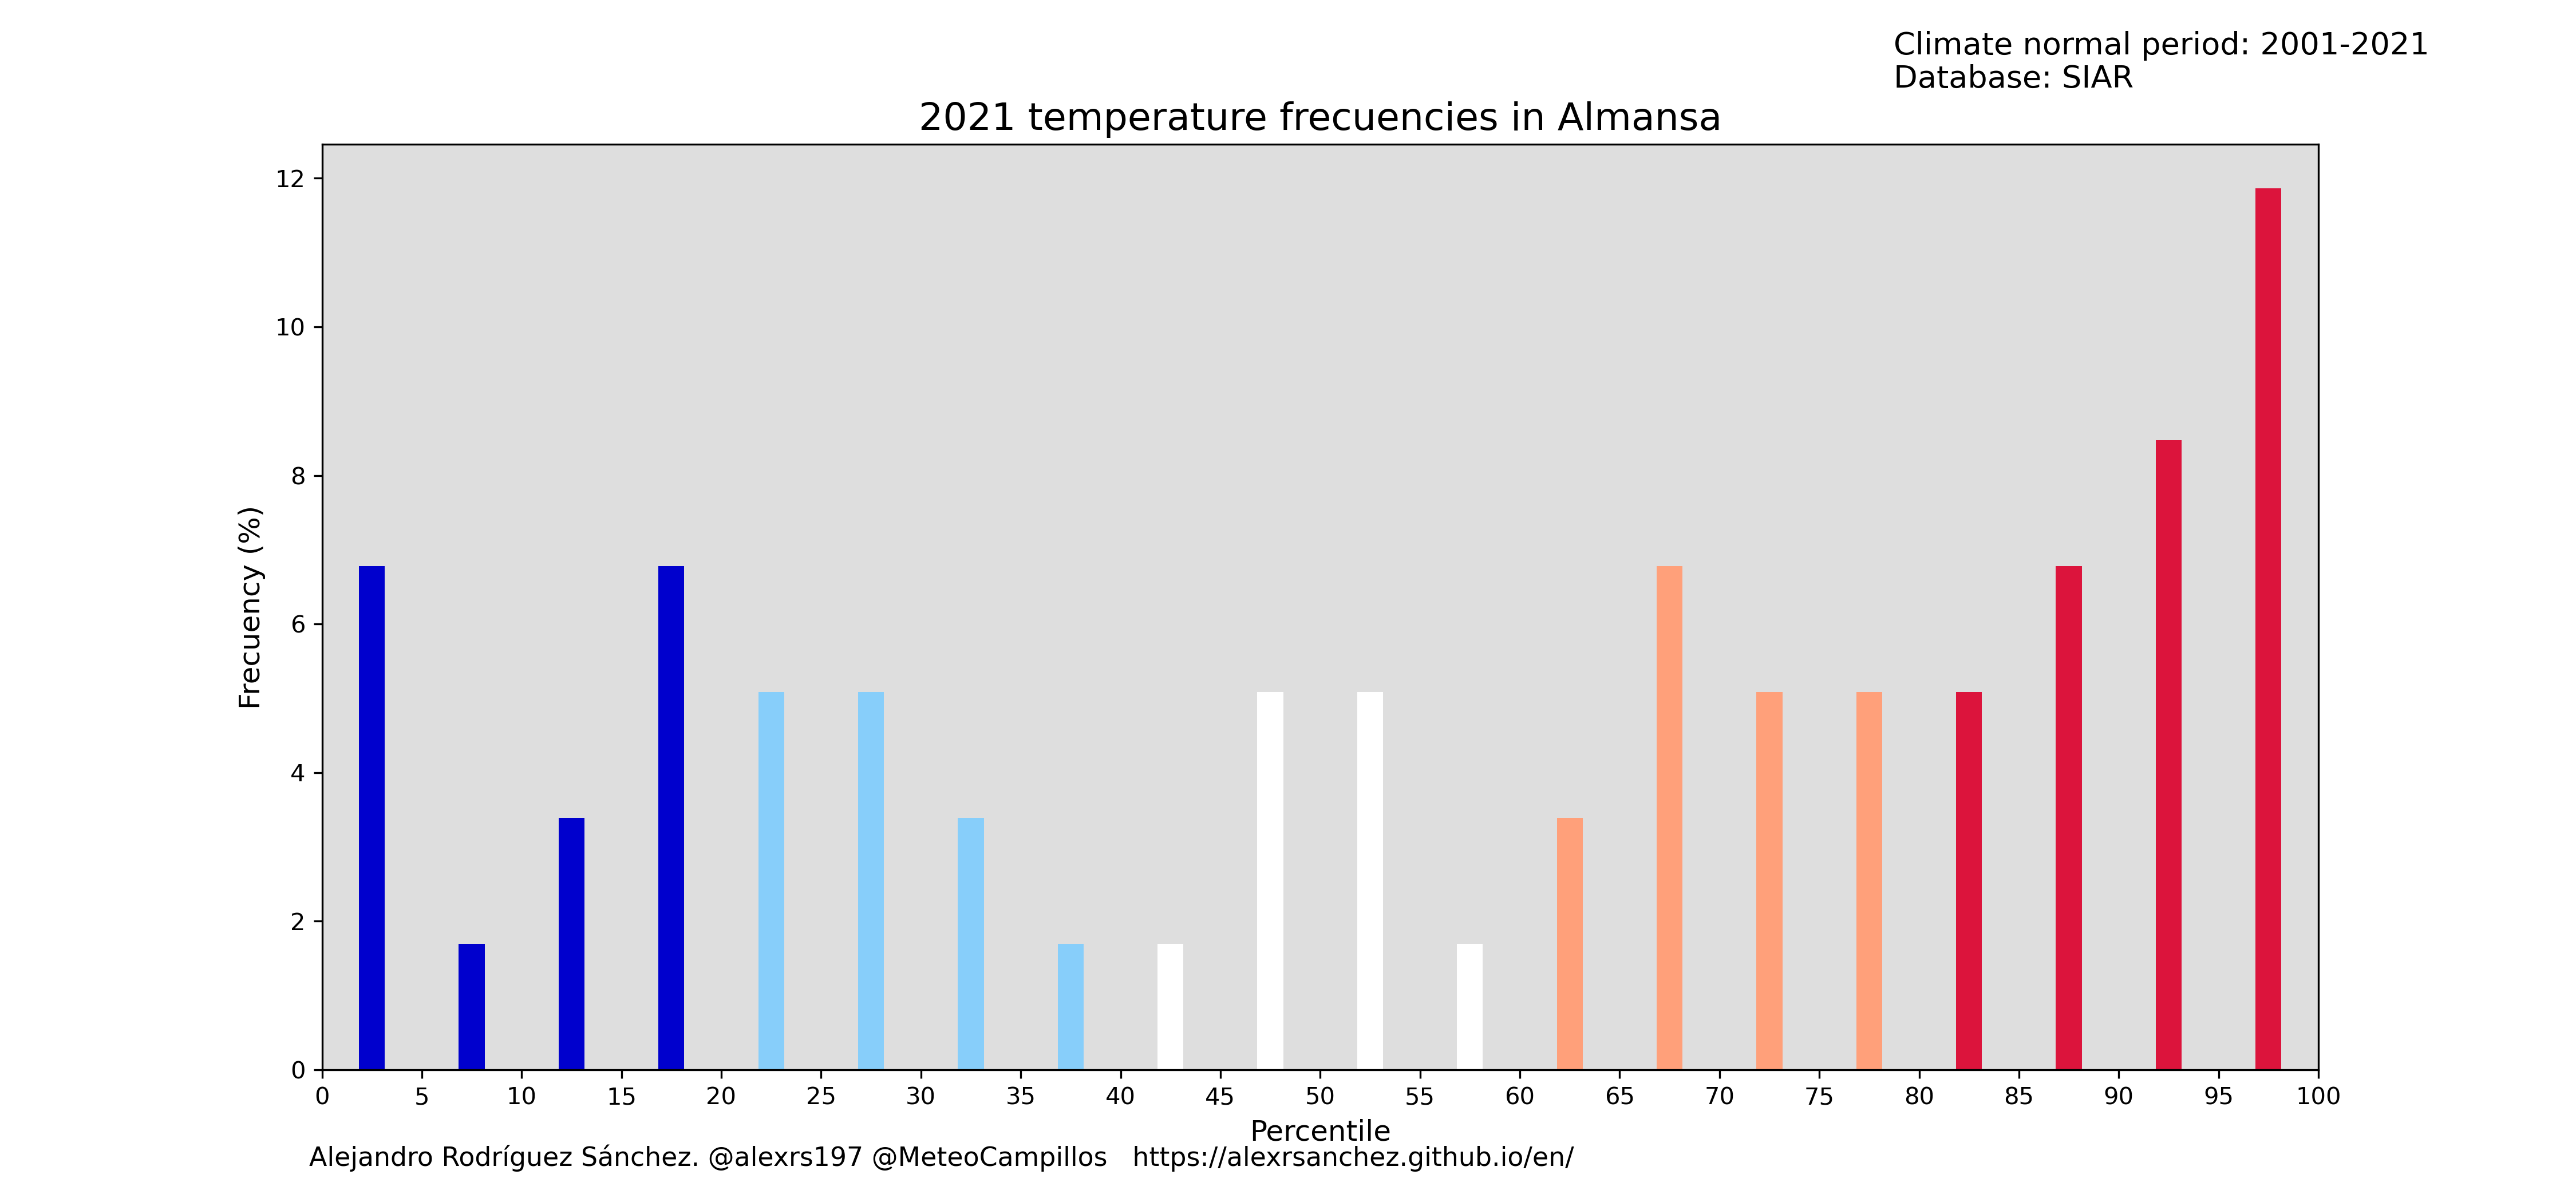 Climate normal period: 2001-2021
Database: SIAR
2021 temperature frecuencies in Almansa
12
10
8
6
4
2
0
Frecuency (%)
0 5 10 15 20 25 30 35 40 45 50 55 60 65 70 75 80 85 90 95 100
Percentile
Alejandro Rodríguez Sánchez. @alexrs197 @MeteoCampillos https://alexrsanchez.github.io/en/